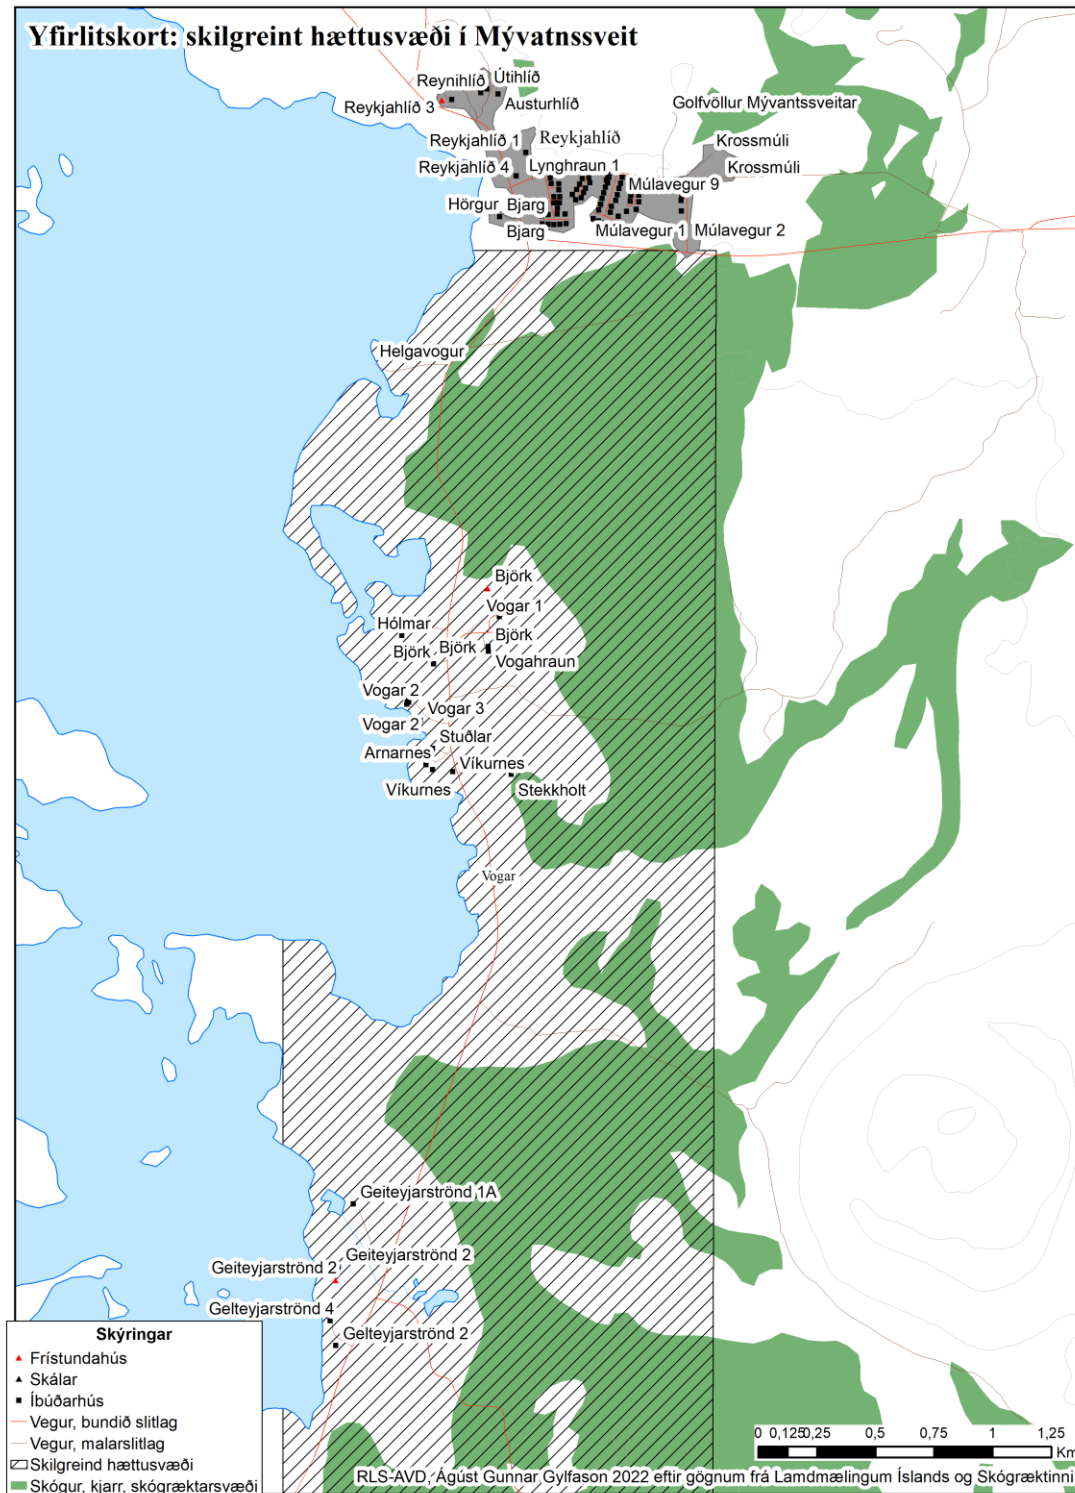 Yfirlitskort: skilgreint hættusvæði í Mývatnssveit
Reynihlíð
Útihlíð
Reykjahlíð 3
Austurhlíð
Golfvöllur Mývantssveitar
Reykjahlíð 1
Reykjahlíð
Krossmúli
Reykjahlíð 4
Lynghraun 1
Krossmúli
Múlavegur 9
Hörgur
Bjarg
Bjarg
Múlavegur 1
Múlavegur 2
Helgavogur
Björk
Vogar 1
Hólmar
Björk
Björk
Björk
Vogahraun
Vogar 2
Vogar 3
Vogar 2
Stuðlar
Arnarnes
Víkurnes
Víkurnes
Stekkholt
Vogar
Geiteyjarströnd 1A
Geiteyjarströnd 2
Geiteyjarströnd 2
Gelteyjarströnd 4
Gelteyjarströnd 2
Skýringar
Frístundahús
Skálar
Íbúðarhús
Vegur, bundið slitlag
Vegur, malarslitlag
Skilgreind hættusvæði
Skógur, kjarr, skógræktarsvæði
0 0,125 0,25 0,5 0,75 1 1,25
Km
RLS-AVD, Ágúst Gunnar Gylfason 2022 eftir gögnum frá Lamdmælingum Íslands og Skógræktinni